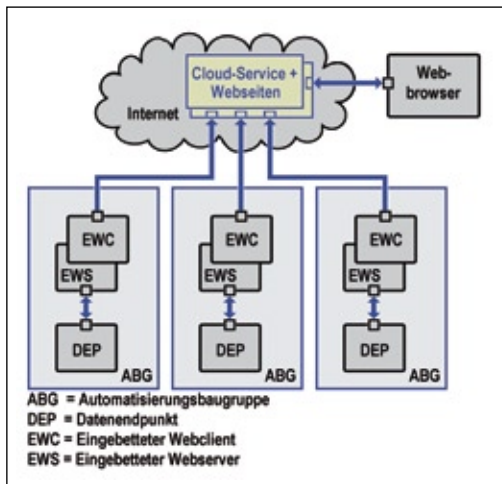 Cloud-Service +
Webseiten
Internet
Web-
browser
EWC
EWS
DEP
ABG
EWC
EWS
DEP
ABG
EWC
EWS
DEP
ABG
ABG = Automatisierungsbaugruppe
DEP = Datenendpunkt
EWC = Eingebetteter Webclient
EWS = Eingebetteter Webserver